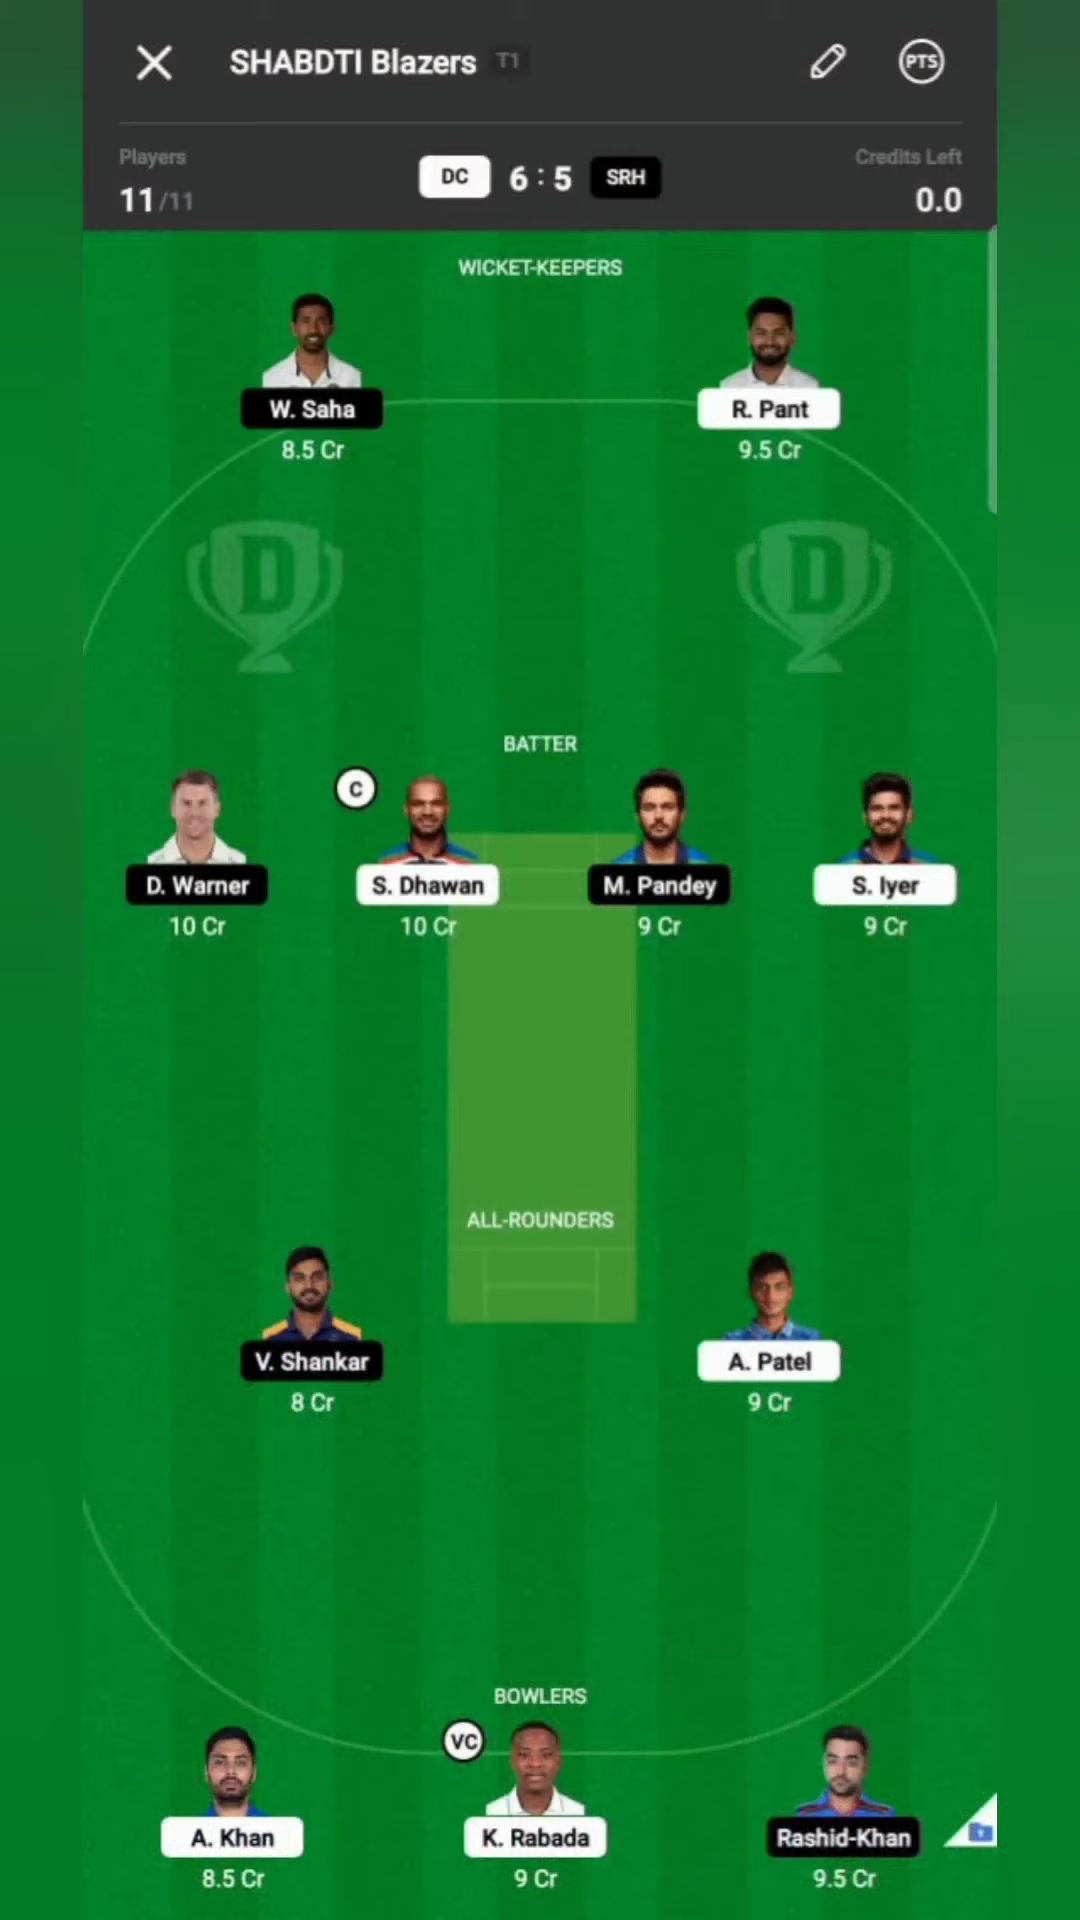 SHABDTI Blazers T1
PTS
Players
Credits Left
11/11
DC 6 : 5 SRH
0.0
WICKET-KEEPERS
W. Saha
R. Pant
8.5 Cr
9.5 Cr
D
D
BATTER
C
D. Warner
S. Dhawan
M. Pandey
S. Iyer
10 Cr
10 Cr
9 Cr
9 Cr
ALL-ROUNDERS
V. Shankar
A. Patel
8 Cr
9 Cr
BOWLERS
VC
A. Khan
K. Rabada
Rashid-Khan
8.5 Cr
9 Cr
9.5 Cr